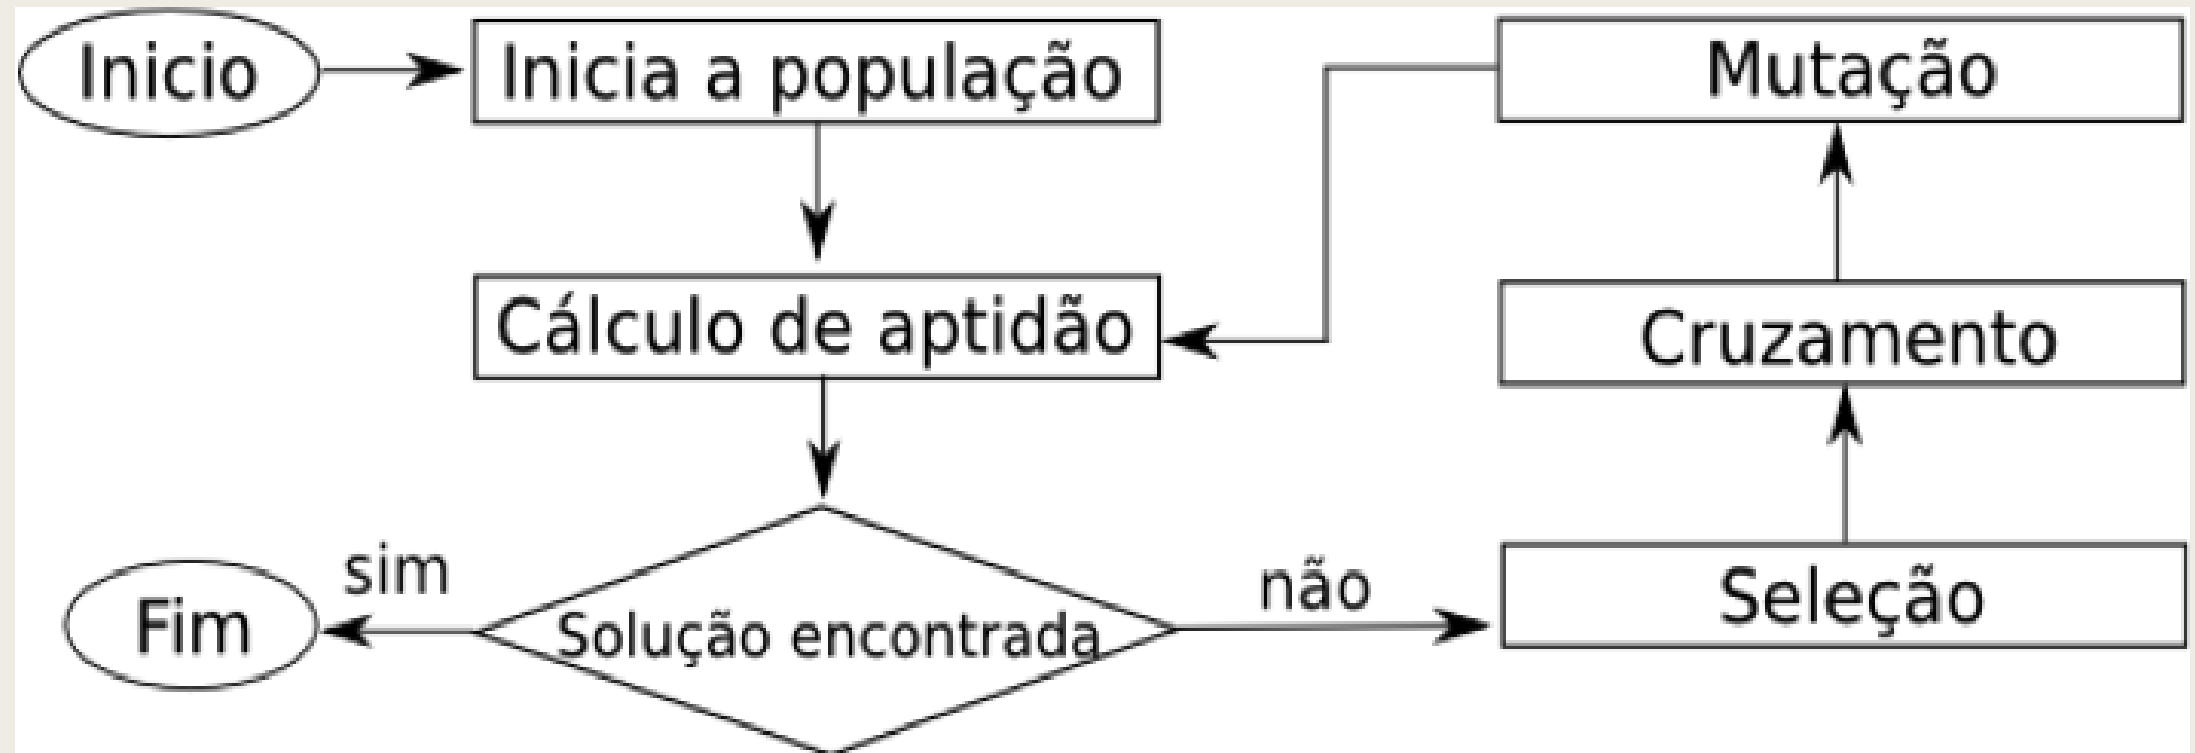 Inicio
Inicia a população
Mutação
Cálculo de aptidão
Cruzamento
sim
não
Fim
Solução encontrada
Seleção